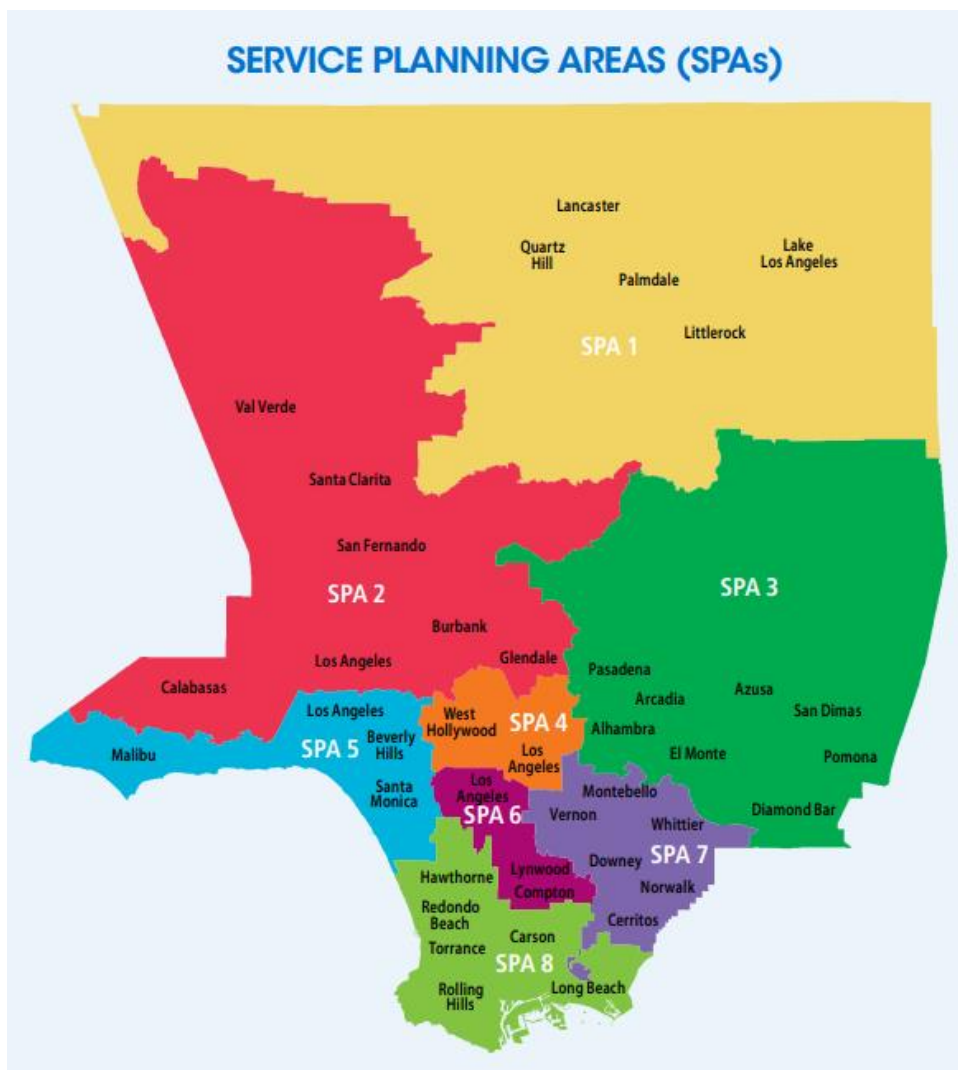 SERVICE PLANNING AREAS (SPAs)
Lancaster
Quartz
Hill
Lake
Los Angeles
Palmdale
Littlerock
SPA 1
Val Verde
Santa Clarita
San Fernando
SPA 2
Burbank
Los Angeles
Glendale
Calabasas
SPA 3
Pasadena
Arcadia
Azusa
San Dimas
Alhambra
El Monte
Pomona
Diamond Bar
West
Hollywood
SPA 4
Los
Angeles
Los Angeles
Beverly
Hills
SPA 5
Malibu
Santa
Monica
Los
Angeles
SPA 6
Lynwood
Compton
Montebello
Vernon
Whittier
Downey
SPA 7
Norwalk
Cerritos
Hawthorne
Redondo
Beach
Torrance
Carson
SPA 8
Rolling
Hills
Long Beach